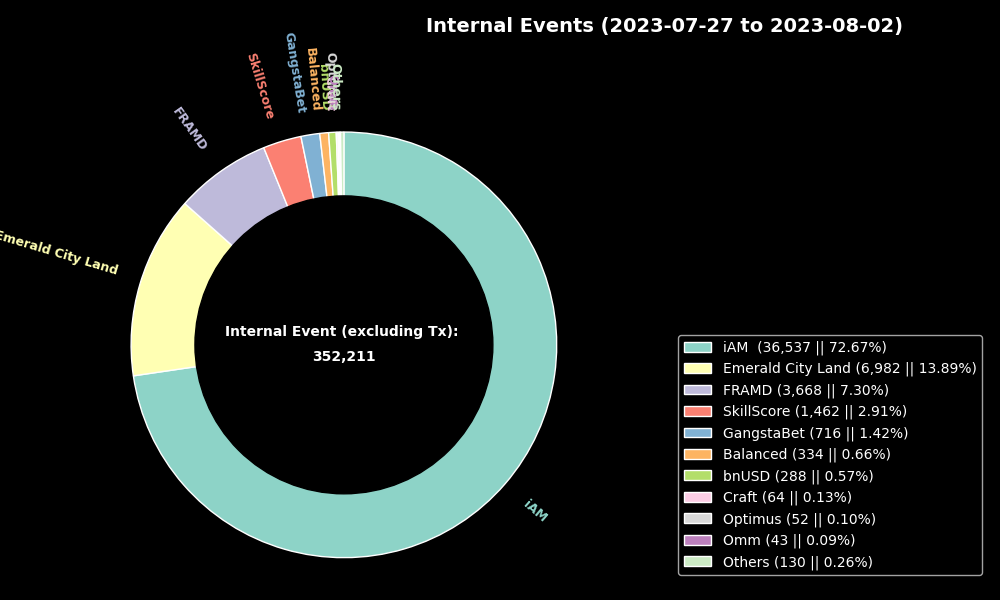 Internal Events (2023-07-27 to 2023-08-02)
Others
Optimus
bnUSD
Balanced
GangstaBet
SkillScore
FRAMD
Emerald City Land
iAM
Internal Event (excluding Tx):
352,211
iAM  (36,537 || 72.67%)
Emerald City Land (6,982 || 13.89%)
FRAMD (3,668 || 7.30%)
SkillScore (1,462 || 2.91%)
GangstaBet (716 || 1.42%)
Balanced (334 || 0.66%)
bnUSD (288 || 0.57%)
Craft (64 || 0.13%)
Optimus (52 || 0.10%)
Omm (43 || 0.09%)
Others (130 || 0.26%)